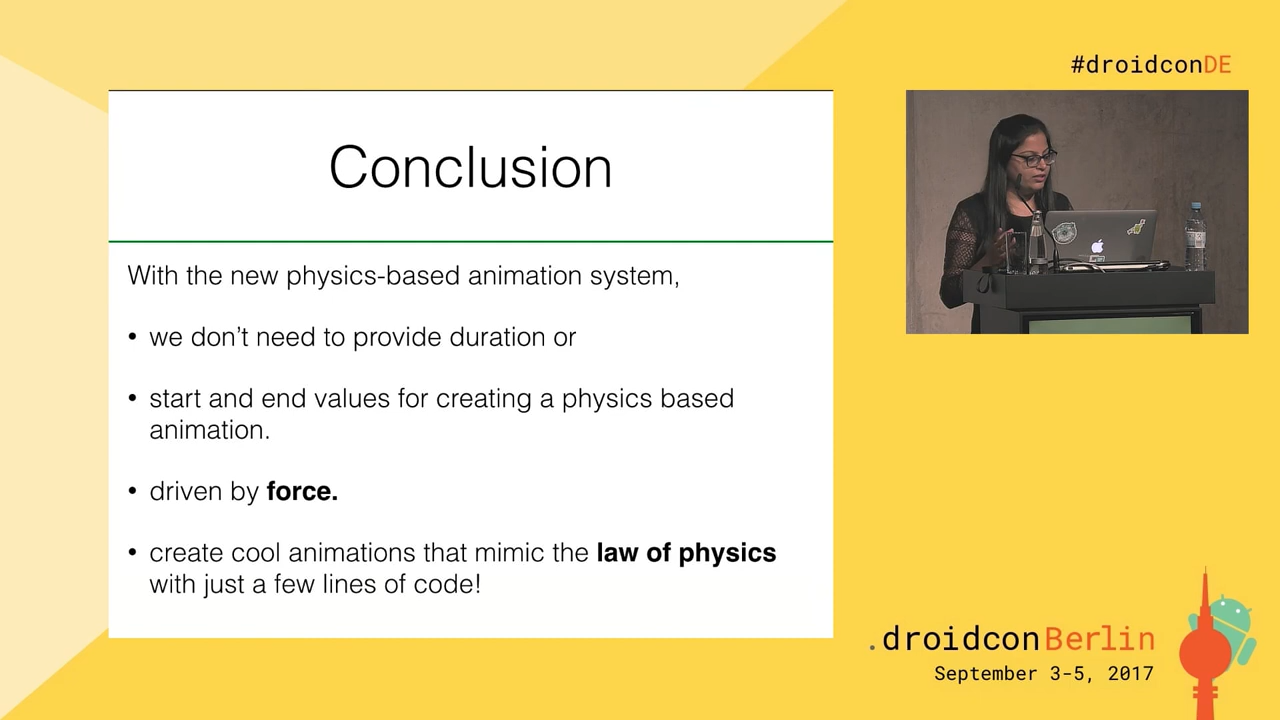 #droidconDE
Conclusion
With the new physics-based animation system,
• we don’t need to provide duration or
• start and end values for creating a physics based
animation.
• driven by force.
• create cool animations that mimic the law of physics
with just a few lines of code!
.droidconBerlin
September 3-5, 2017